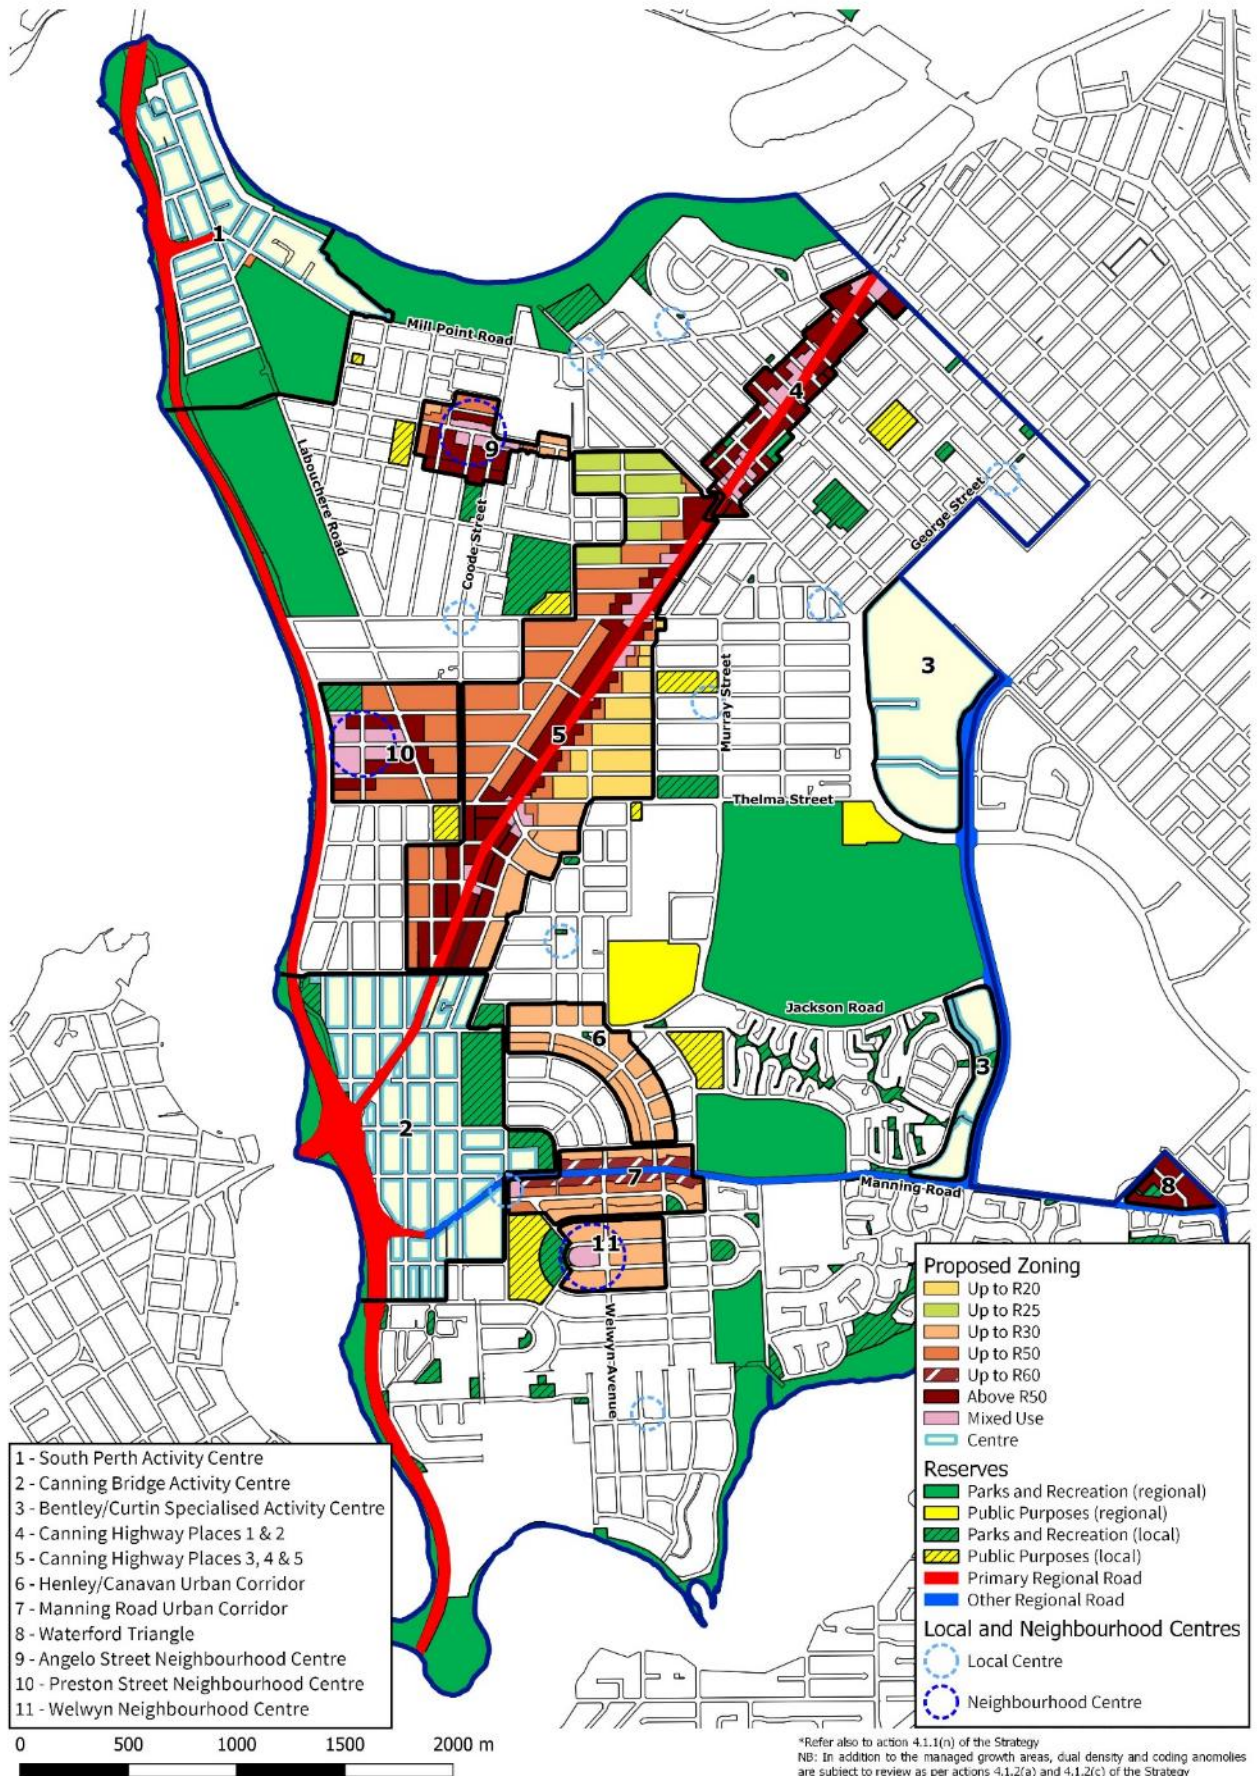 1
Mill Point Road
4
9
Labouchere Road
Coode Street
George Street
3
Murray Street
10
5
Thelma Street
Jackson Road
6
3
2
7
Manning Road
8
11
Welwyn Avenue
Proposed Zoning
Up to R20
Up to R25
Up to R30
Up to R50
Up to R60
Above R50
Mixed Use
Centre
Reserves
Parks and Recreation (regional)
Public Purposes (regional)
Parks and Recreation (local)
Public Purposes (local)
Primary Regional Road
Other Regional Road
Local and Neighbourhood Centres
Local Centre
Neighbourhood Centre
1 - South Perth Activity Centre
2 - Canning Bridge Activity Centre
3 - Bentley/Curtin Specialised Activity Centre
4 - Canning Highway Places 1 & 2
5 - Canning Highway Places 3, 4 & 5
6 - Henley/Canavan Urban Corridor
7 - Manning Road Urban Corridor
8 - Waterford Triangle
9 - Angelo Street Neighbourhood Centre
10 - Preston Street Neighbourhood Centre
11 - Welwyn Neighbourhood Centre
0 500 1000 1500 2000 m
*Refer also to action 4.1.1(n) of the Strategy
NB: In addition to the managed growth areas, dual density and coding anomolies
are subject to review as per actions 4.1.2(a) and 4.1.2(c) of the Strategy